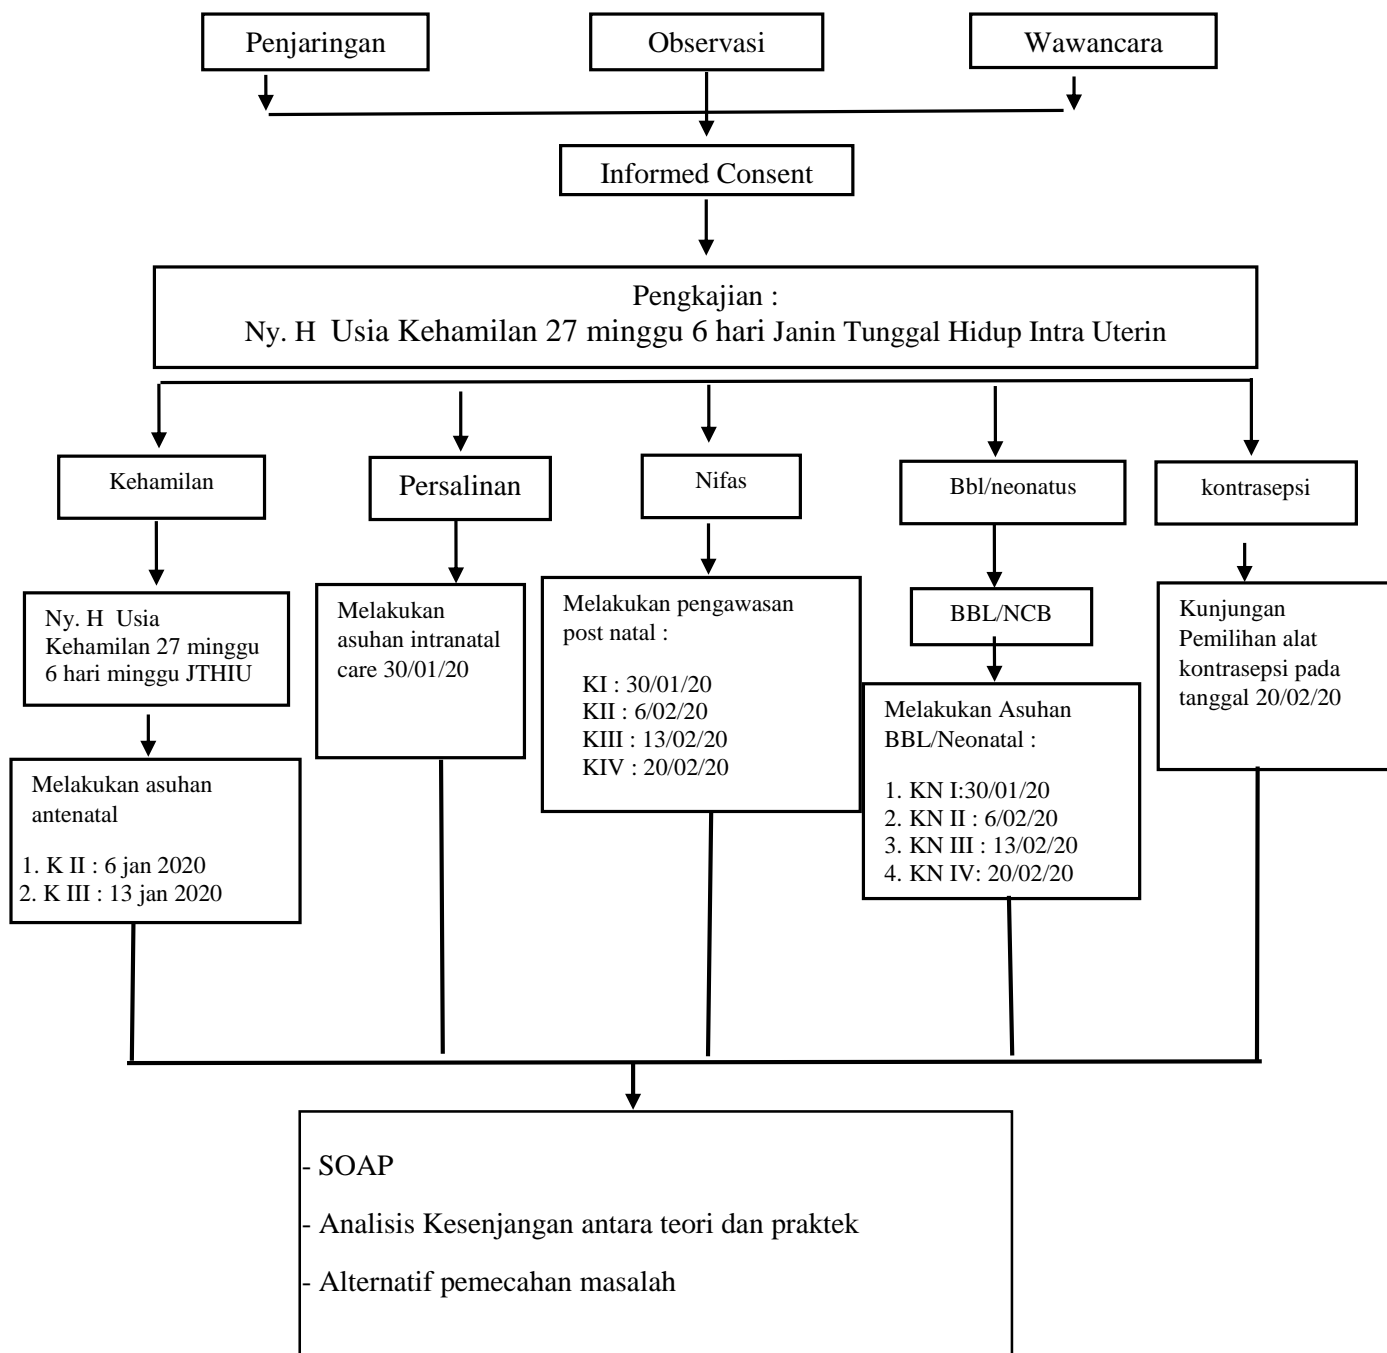 Penjaringan
Observasi
Wawancara
Informed Consent
Pengkajian :
Ny. H  Usia Kehamilan 27 minggu 6 hari Janin Tunggal Hidup Intra Uterin
Kehamilan
Persalinan
Nifas
Bbl/neonatus
kontrasepsi
Ny. H  Usia
Kehamilan 27 minggu
6 hari minggu JTHIU
Melakukan asuhan
antenatal
1. K II : 6 jan 2020
2. K III : 13 jan 2020
Melakukan
asuhan intranatal
care 30/01/20
Melakukan pengawasan
post natal :
KI : 30/01/20
KII : 6/02/20
KIII : 13/02/20
KIV : 20/02/20
BBL/NCB
Melakukan Asuhan
BBL/Neonatal :
1. KN I:30/01/20
2. KN II : 6/02/20
3. KN III : 13/02/20
4. KN IV: 20/02/20
Kunjungan
Pemilihan alat
kontrasepsi pada
tanggal 20/02/20
- SOAP
- Analisis Kesenjangan antara teori dan praktek
- Alternatif pemecahan masalah